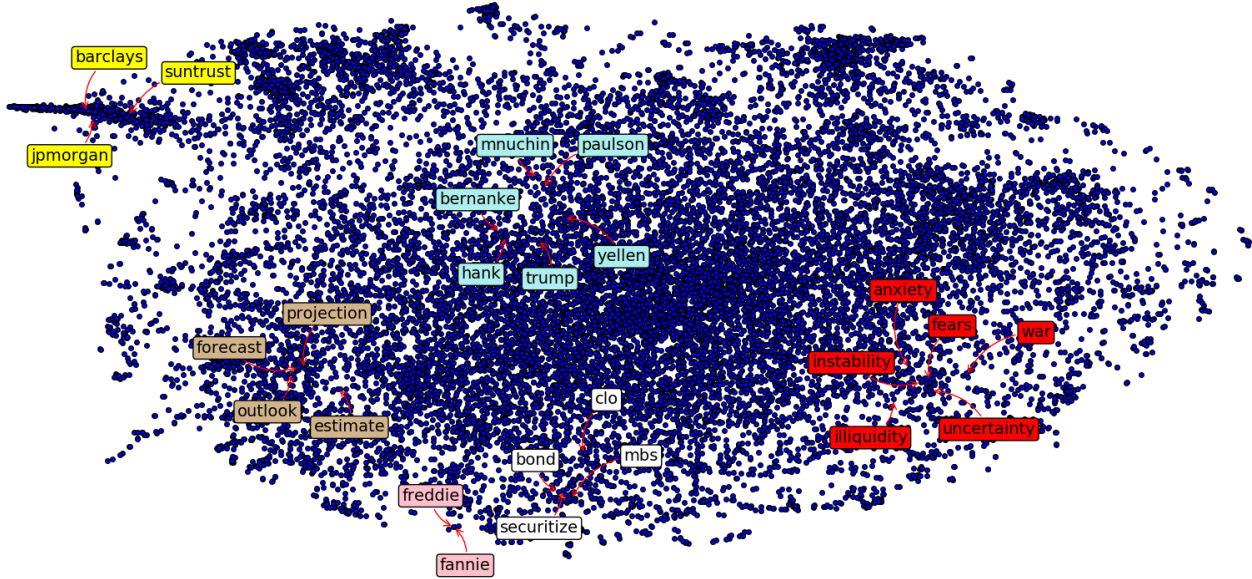 barclays
suntrust
jpmorgan
mnuchin
paulson
bernanke
yellen
hank
trump
anxiety
projection
fears
war
forecast
instability
clo
outlook
estimate
uncertainty
illiquidity
bond
mbs
freddie
securitize
fannie